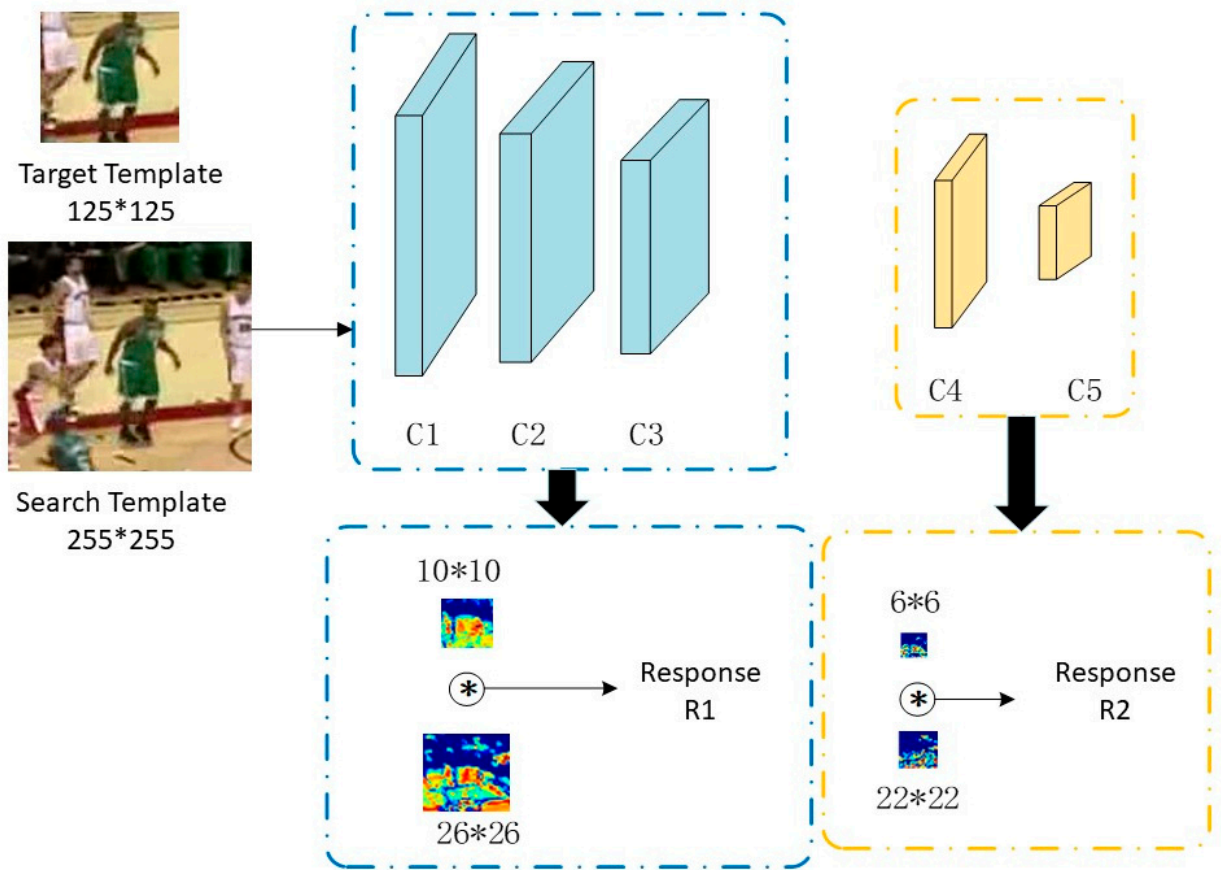 Target Template
125*125
Search Template
255*255
C1
C2
C3
C4
C5
10*10
*
Response
R1
26*26
6*6
*
Response
R2
22*22